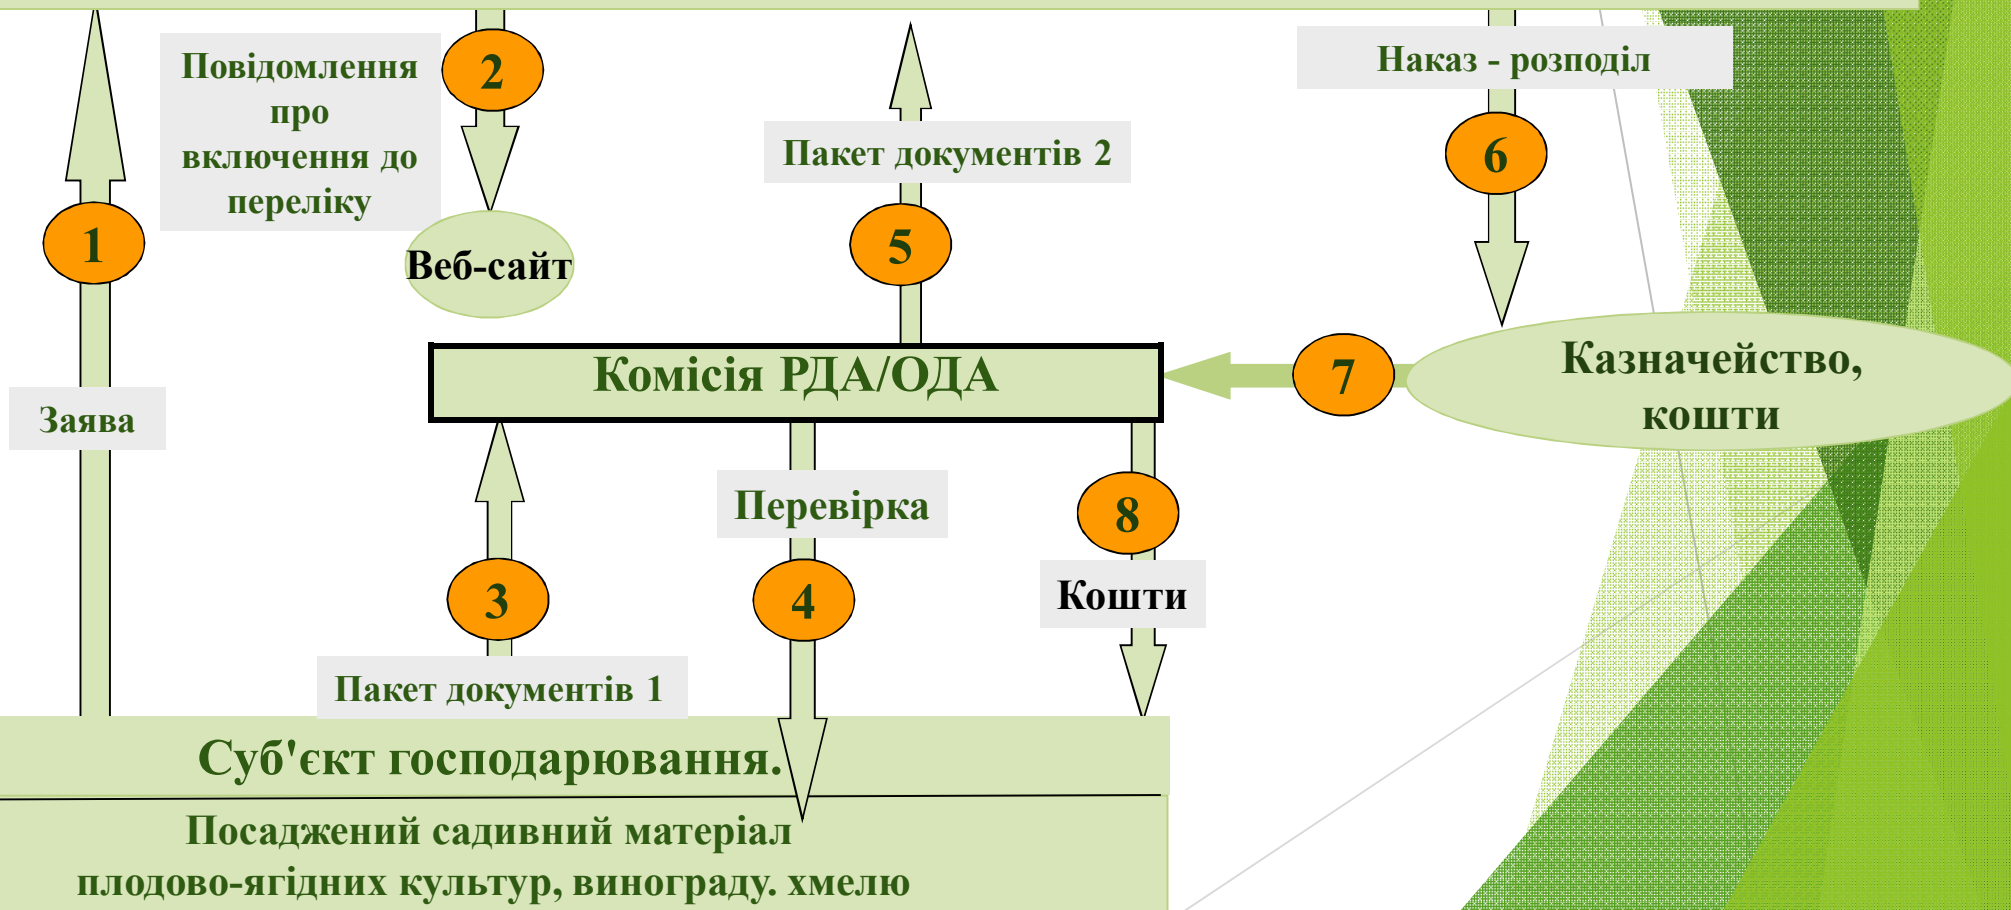 Повідомлення
про
включення до
переліку
2
Наказ - розподіл
Пакет документів 2
6
1
5
Веб-сайт
Комісія РДА/ОДА
7
Казначейство,
кошти
Заява
Перевірка
8
3
4
Кошти
Пакет документів 1
Суб'єкт господарювання.
Посаджений садивний матеріал
плодово-ягідних культур, винограду. хмелю